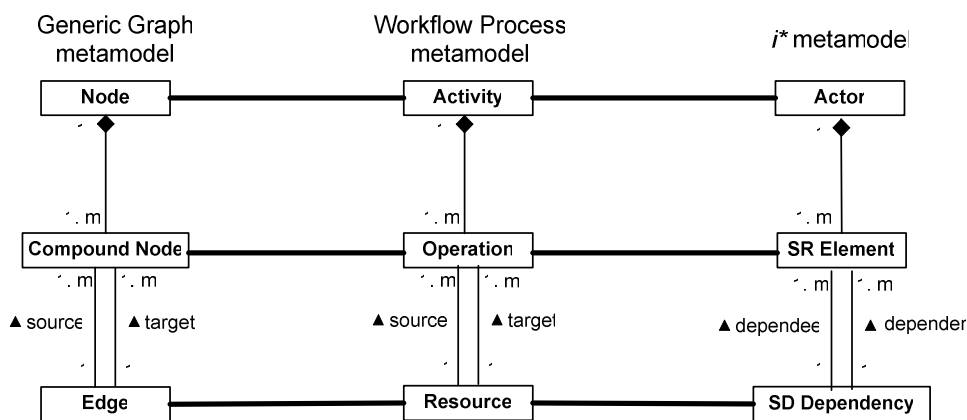 Generic Graph
metamodel
Workflow Process
metamodel
i* metamodel
Node
Activity
Actor
. m
. m
. m
Compound Node
Operation
SR Element
. m
. m
. m
. m
. m
. m
▲ source
▲ target
▲ source
▲ target
▲ dependee
▲ depender
Edge
Resource
SD Dependency